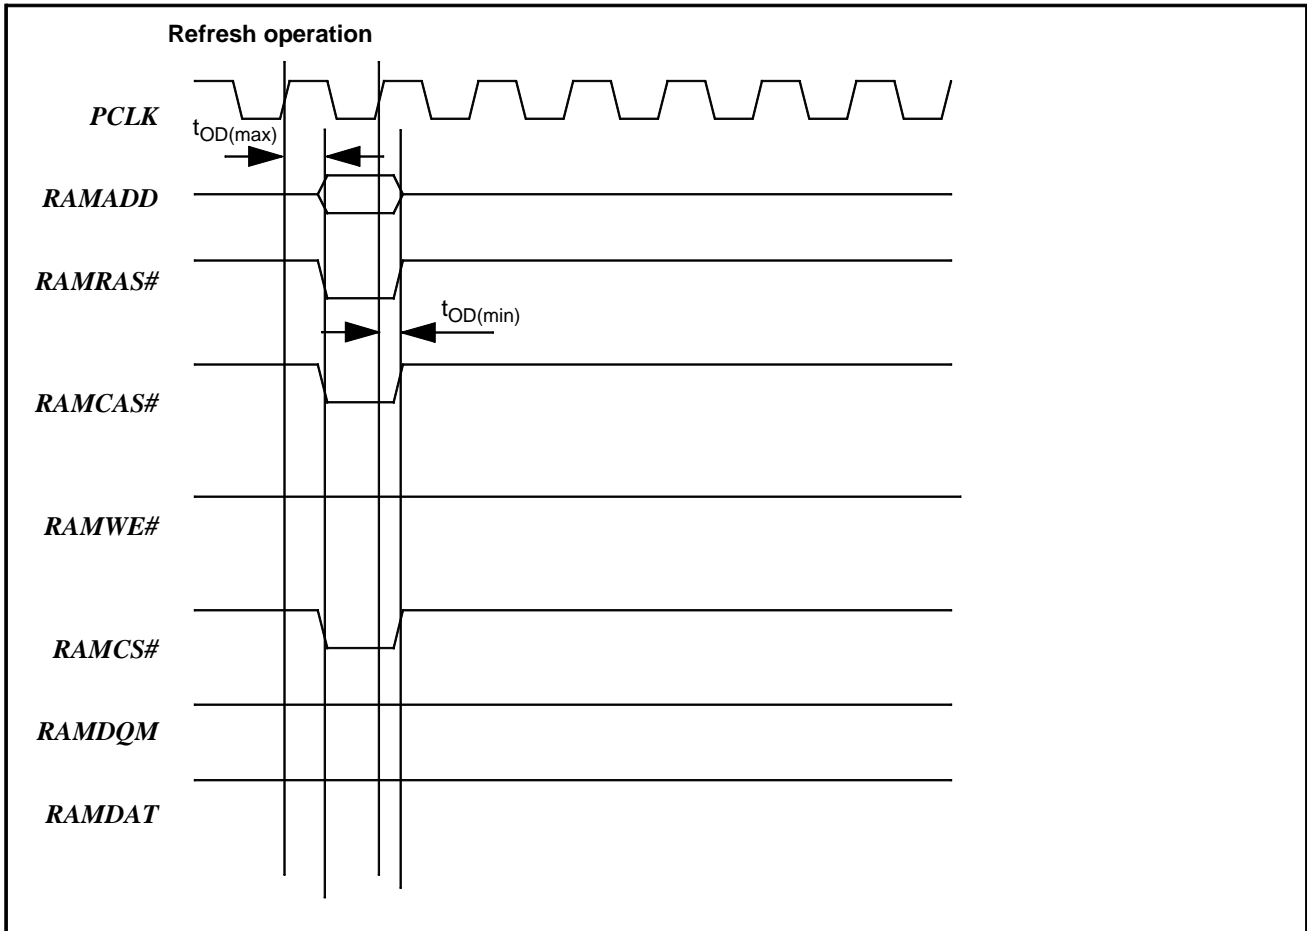 Refresh operation
PCLK
tOD(max)
RAMADD
RAMRAS#
tOD(min)
RAMCAS#
RAMWE#
RAMCS#
RAMDQM
RAMDAT